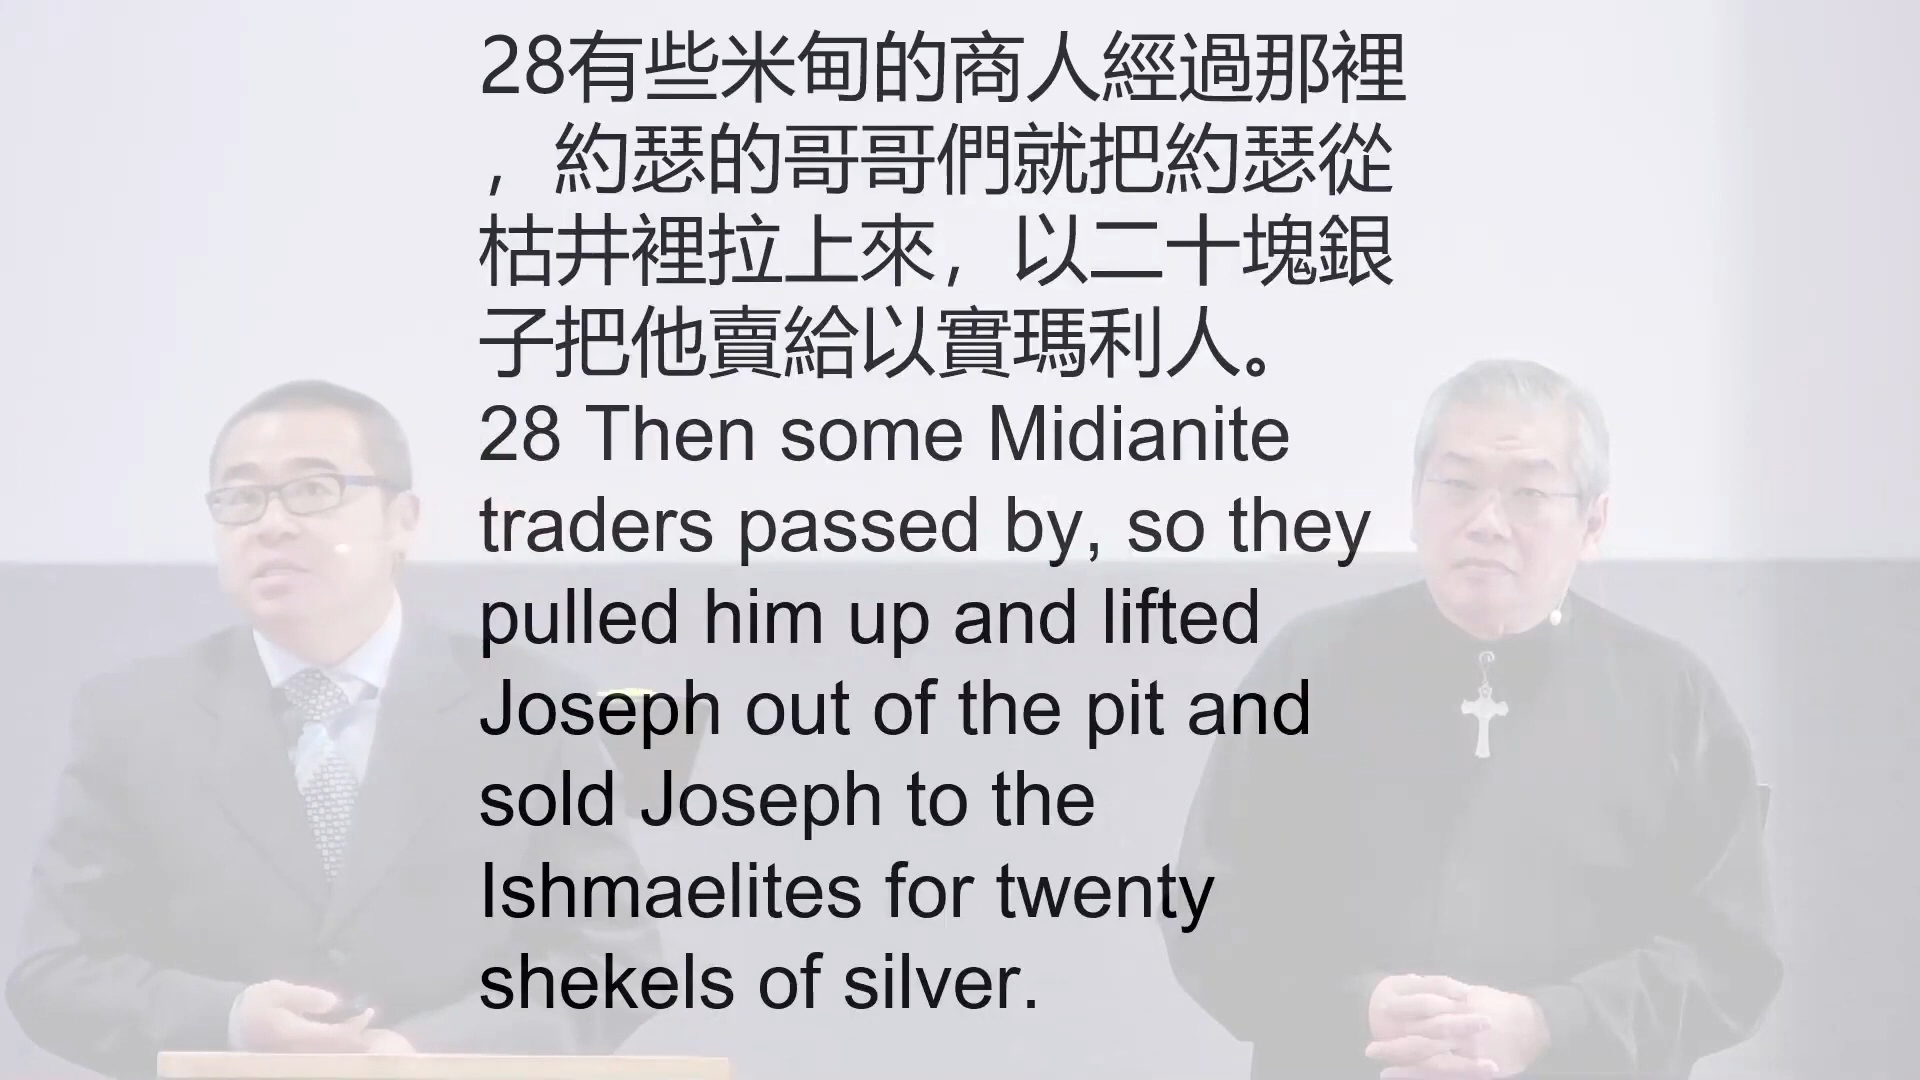 28有些米甸的商人經過那裡
，約瑟的哥哥們就把約瑟從
枯井裡拉上來，以二十塊銀
子把他賣給以實瑪利人。
28 Then some Midianite
traders passed by, so they
pulled him up and lifted
Joseph out of the pit and
sold Joseph to the
Ishmaelites for twenty
shekels of silver.